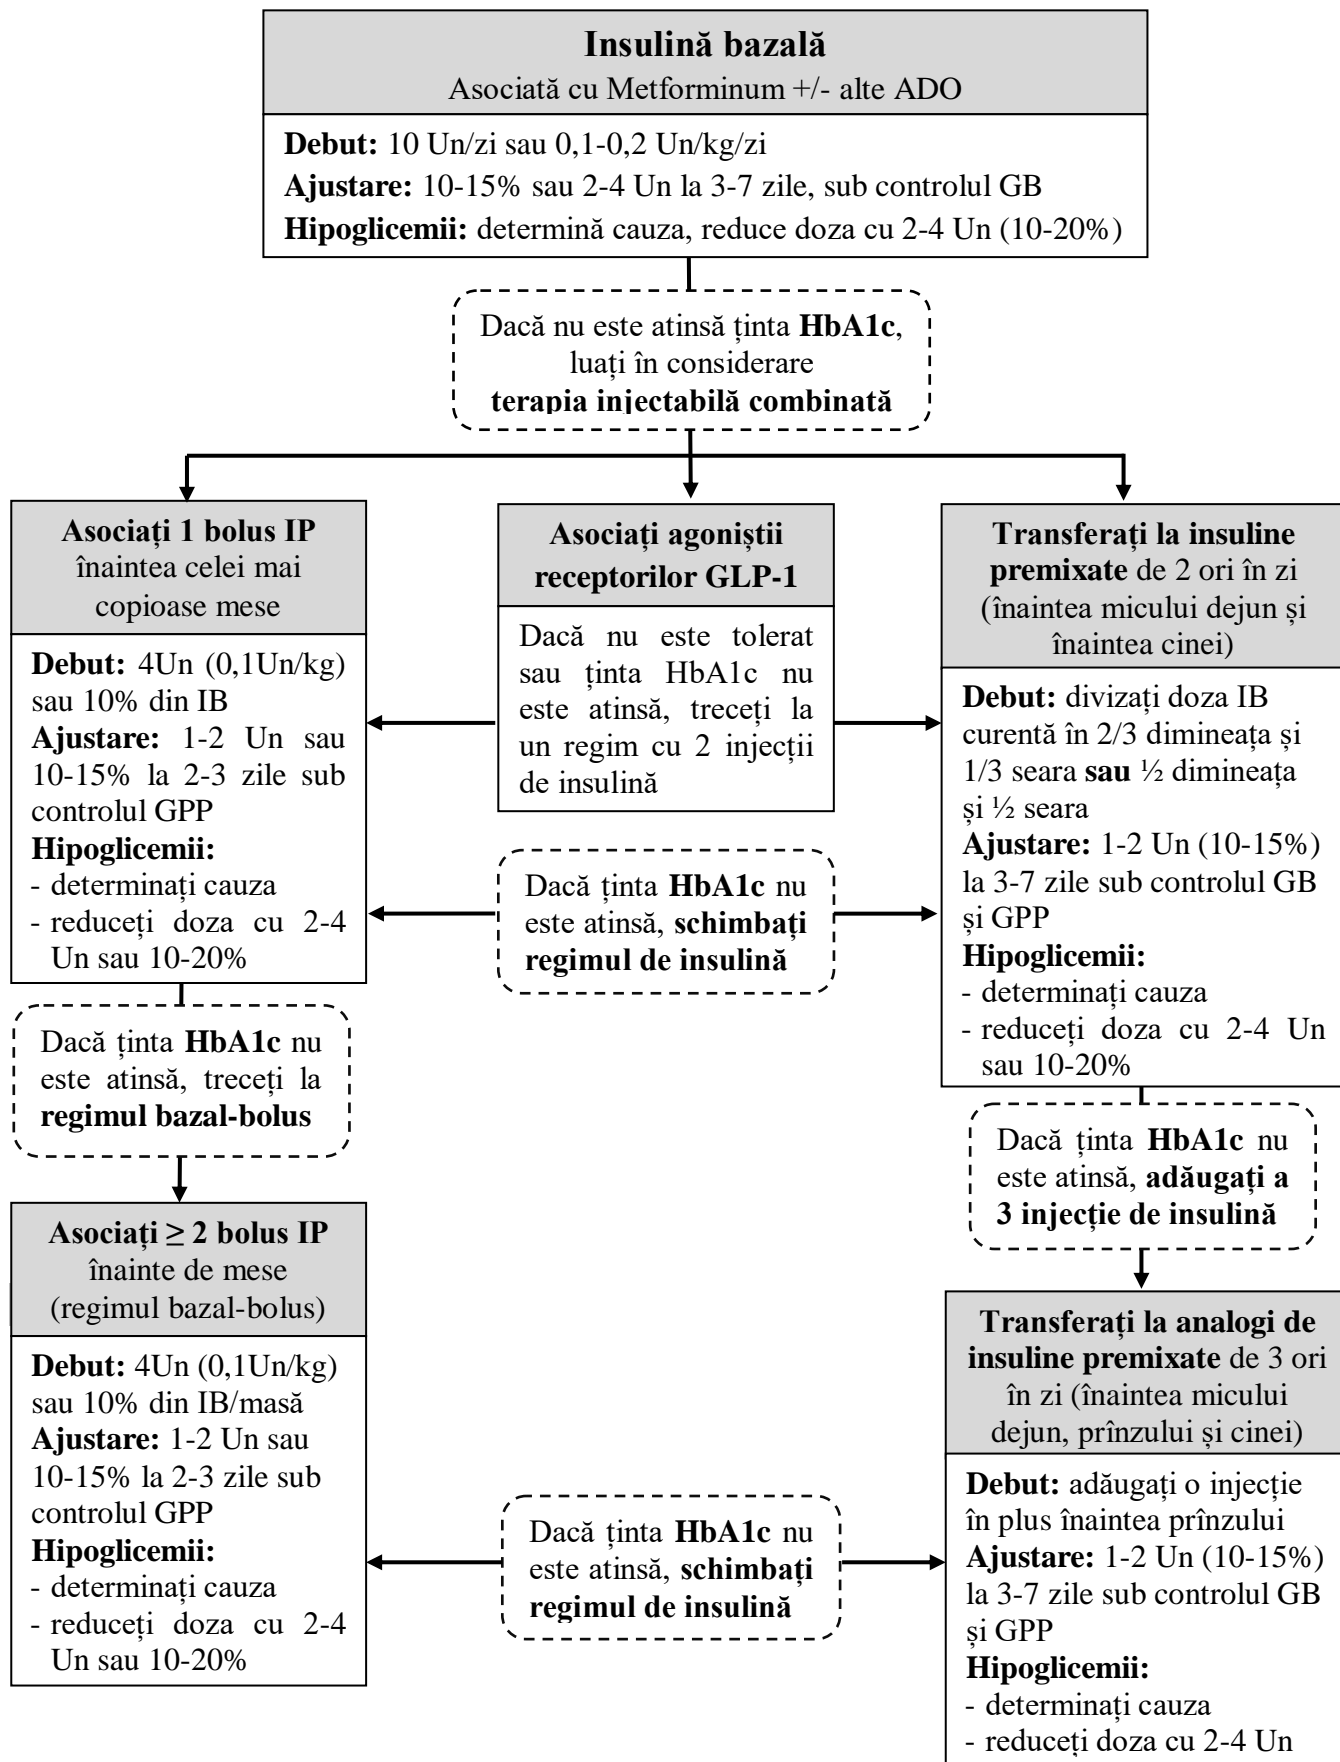 Insulină bazală
Asociată cu Metforminum +/- alte ADO
Debut: 10 Un/zi sau 0,1-0,2 Un/kg/zi
Ajustare: 10-15% sau 2-4 Un la 3-7 zile, sub controlul GB
Hipoglicemii: determină cauza, reduce doza cu 2-4 Un (10-20%)
Dacă nu este atinsă ținta HbA1c,
luați în considerare
terapia injectabilă combinată
Asociați 1 bolus IP
înaintea celei mai
copioase mese
Debut: 4Un (0,1Un/kg)
sau 10% din IB
Ajustare: 1-2 Un sau
10-15% la 2-3 zile sub
controlul GPP
Hipoglicemii:
- determinați cauza
- reduceți doza cu 2-4
Un sau 10-20%
Asociați agoniștii
receptorilor GLP-1
Dacă nu este tolerat
sau ținta HbA1c nu
este atinsă, treceți la
un regim cu 2 injecții
de insulină
Transferați la insuline
premixate de 2 ori în zi
(înaintea micului dejun și
înaintea cinei)
Debut: divizați doza IB
curentă în 2/3 dimineața și
1/3 seara sau ½ dimineața
și ½ seara
Ajustare: 1-2 Un (10-15%)
la 3-7 zile sub controlul GB
și GPP
Hipoglicemii:
- determinați cauza
- reduceți doza cu 2-4 Un
sau 10-20%
Dacă ținta HbA1c nu
este atinsă, schimbați
regimul de insulină
Dacă ținta HbA1c nu
este atinsă, treceți la
regimul bazal-bolus
Dacă ținta HbA1c nu
este atinsă, adăugați a
3 injecție de insulină
Asociați ≥ 2 bolus IP
înainte de mese
(regimul bazal-bolus)
Debut: 4Un (0,1Un/kg)
sau 10% din IB/masă
Ajustare: 1-2 Un sau
10-15% la 2-3 zile sub
controlul GPP
Hipoglicemii:
- determinați cauza
- reduceți doza cu 2-4
Un sau 10-20%
Dacă ținta HbA1c nu
este atinsă, schimbați
regimul de insulină
Transferați la analogi de
insuline premixate de 3 ori
în zi (înaintea micului
dejun, prînzului și cinei)
Debut: adăugați o injecție
în plus înaintea prînzului
Ajustare: 1-2 Un (10-15%)
la 3-7 zile sub controlul GB
și GPP
Hipoglicemii:
- determinați cauza
- reduceți doza cu 2-4 Un